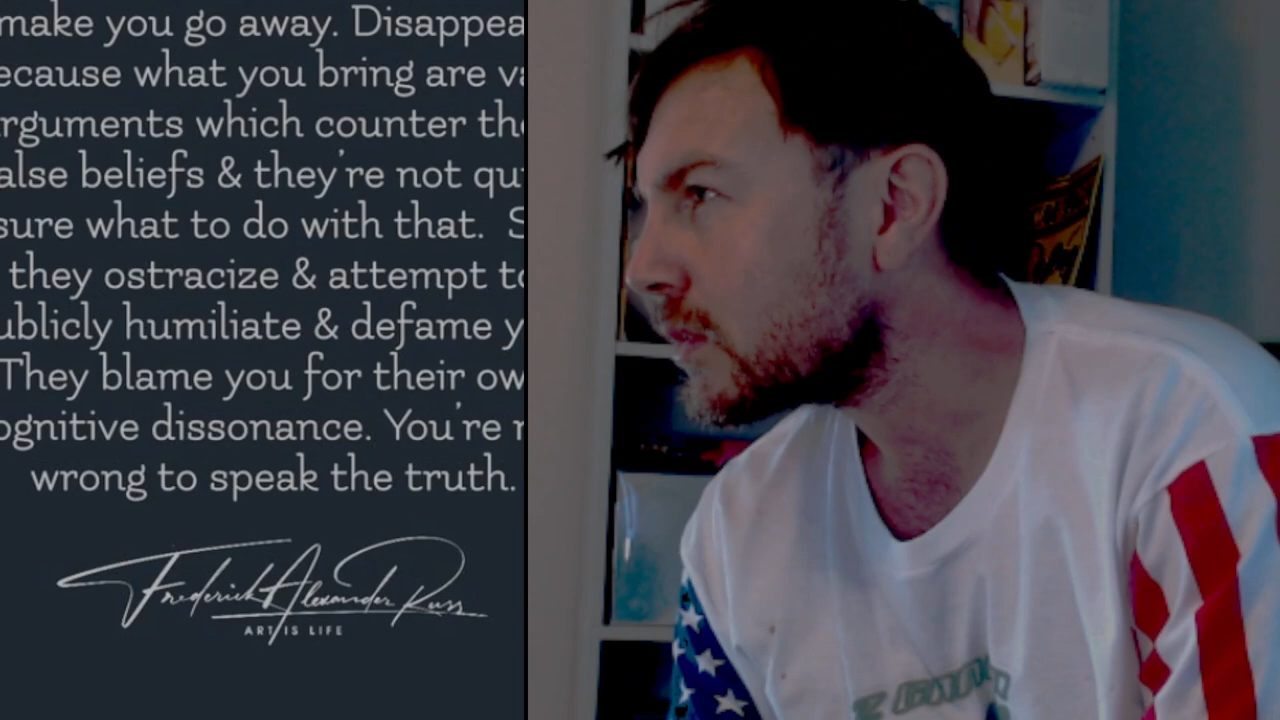 make you go away. Disappea
ecause what you bring are va
rguments which counter the
alse beliefs & they're not qui
sure what to do with that. S
they ostracize & attempt to
ublicly humiliate & defame y
They blame you for their ow
ognitive dissonance. You're n
wrong to speak the truth.
Frederick Alexander Russ
ART IS LIFE